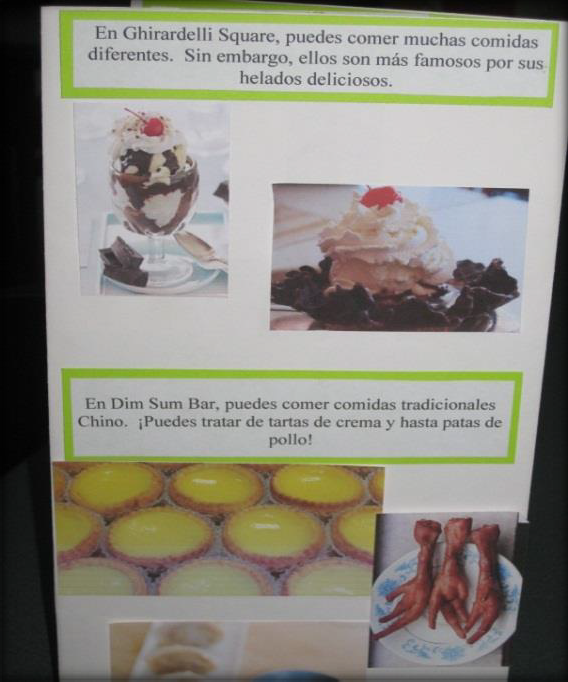 En Ghirardelli Square, puedes comer muchas comidas
diferentes. Sin embargo, ellos son más famosos por sus
helados deliciosos.
En Dim Sum Bar, puedes comer comidas tradicionales
Chino. ¡Puedes tratar de tartas de crema y hasta patas de
pollo!